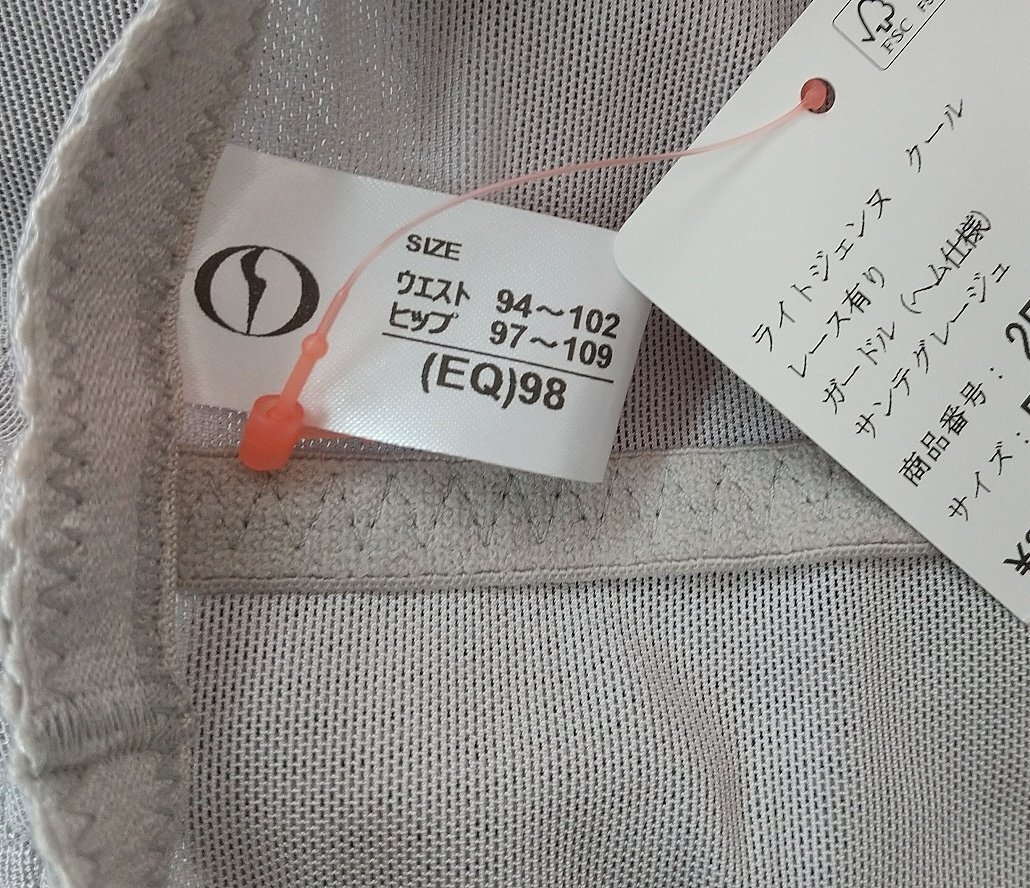 SIZE
ウエスト 94～102
ヒップ 97～109
(EQ)98
FSC
ライトジェンヌ クール
レース有り
ガードル (ヘム仕様)
サンテグレージュ
商品番号：
サイズ：